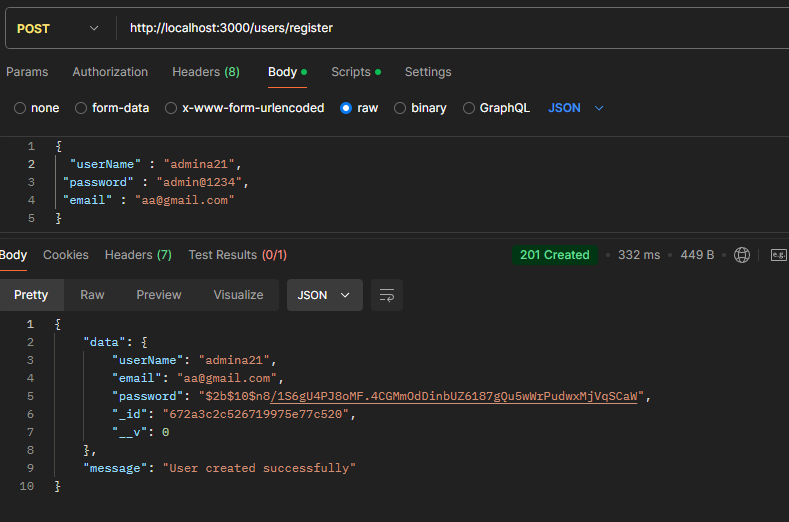 POST http://localhost:3000/users/register
Params Authorization Headers (8) Body Scripts Settings
none form-data x-www-form-urlencoded raw binary GraphQL JSON
1 {
2 "userName" : "admina21",
3 "password" : "admin@1234",
4 "email" : "aa@gmail.com"
5 }
Body Cookies Headers (7) Test Results (0/1) 201 Created 332 ms 449 B e.g.
Pretty Raw Preview Visualize JSON
1 {
2 "data": {
3 "userName": "admina21",
4 "email": "aa@gmail.com",
5 "password": "$2b$10$n8/1S6gU4PJ8oMF.4CGMmOdDinbUZ6187gQu5wWrPudwxMjVqSCaW",
6 "_id": "672a3c2c526719975e77c520",
7 "__v": 0
8 },
9 "message": "User created successfully"
10 }